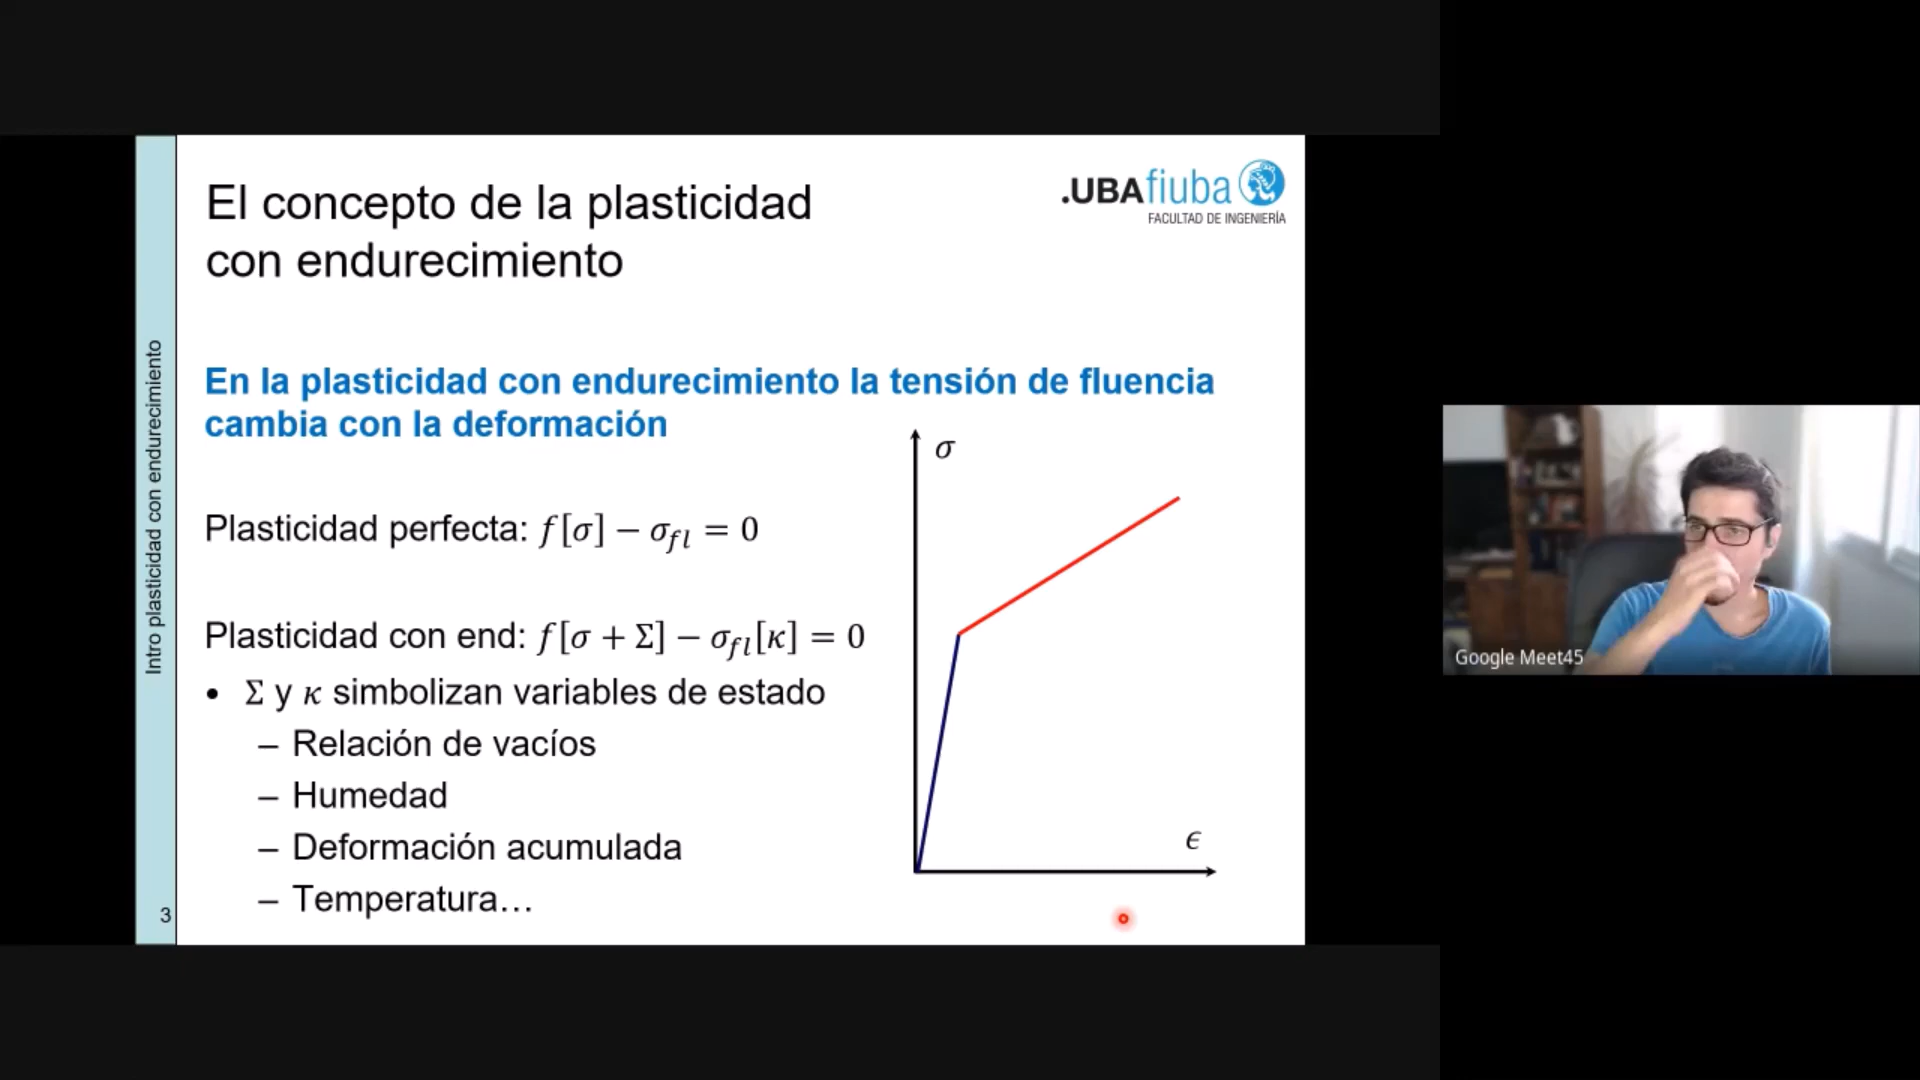 El concepto de la plasticidad
con endurecimiento
.UBAfiuba
FACULTAD DE INGENIERÍA
En la plasticidad con endurecimiento la tensión de fluencia
cambia con la deformación
Plasticidad perfecta: f[σ] − σ_fl = 0
Plasticidad con end: f[σ + Σ] − σ_fl[κ] = 0
• Σ y κ simbolizan variables de estado
– Relación de vacíos
– Humedad
– Deformación acumulada
– Temperatura…
σ
ϵ
Intro plasticidad con endurecimiento
3
Google Meet45